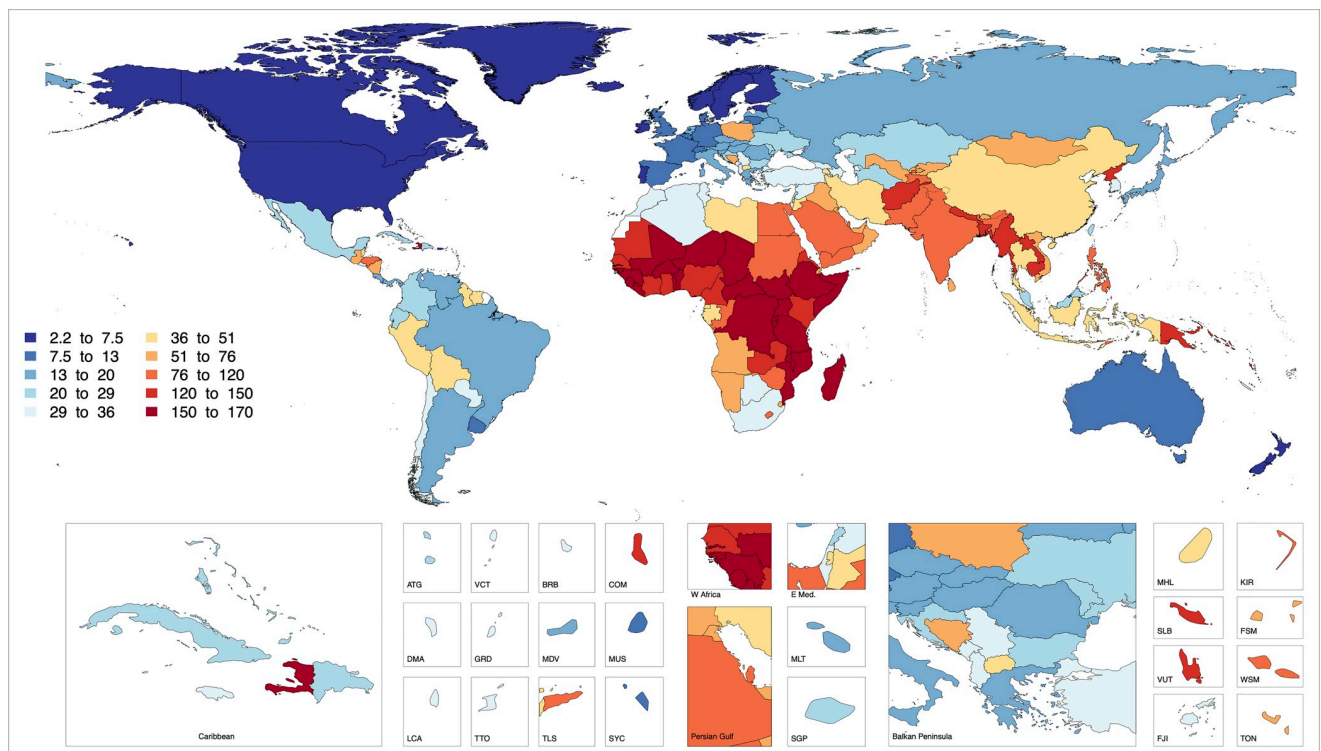 2.2 to 7.5
7.5 to 13
13 to 20
20 to 29
29 to 36
36 to 51
51 to 76
76 to 120
120 to 150
150 to 170
Caribbean
ATG
VCT
BRB
COM
DMA
GRD
MDV
MUS
LCA
TTO
TLS
SYC
W Africa
E Med.
Persian Gulf
MLT
SGP
Balkan Peninsula
MHL
KIR
SLB
FSM
VUT
WSM
FJI
TON